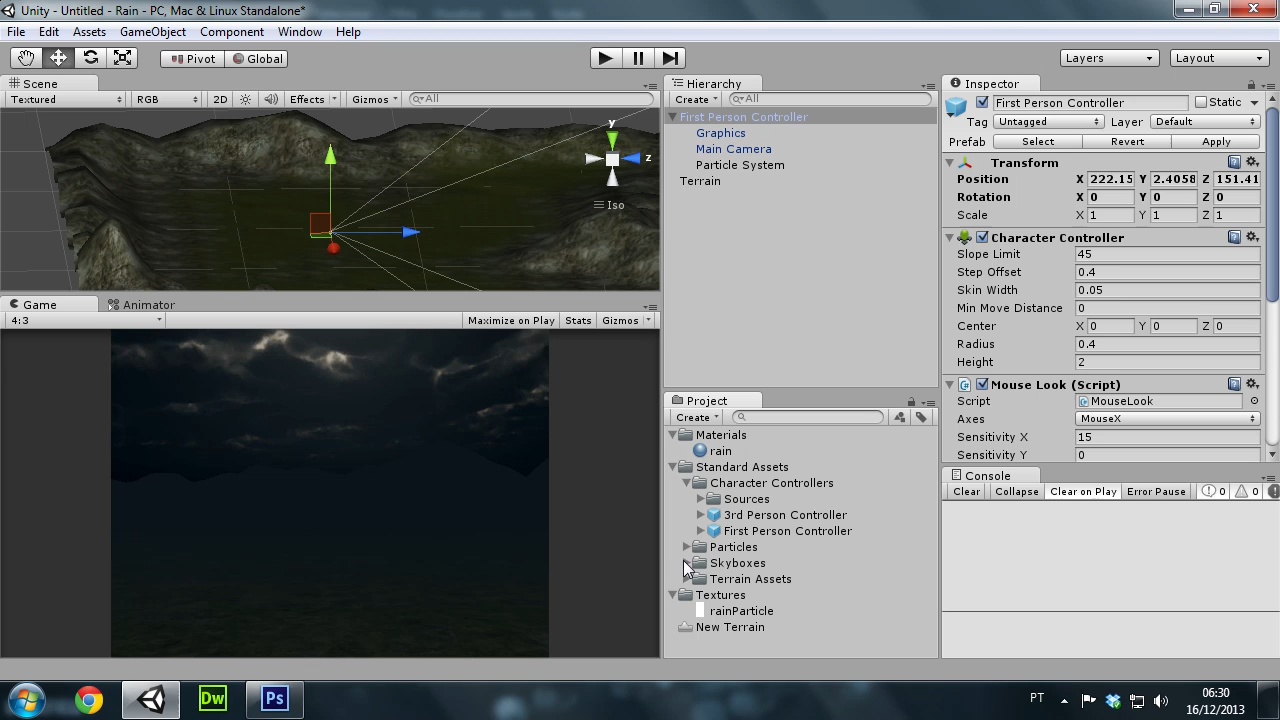 Unity - Untitled - Rain - PC, Mac & Linux Standalone*
File Edit Assets GameObject Component Window Help
Pivot Global Layers Layout
Scene
Textured RGB 2D Effects Gizmos All
y
z
Iso
Game Animator
4:3 Maximize on Play Stats Gizmos
Hierarchy
Create All
First Person Controller
Graphics
Main Camera
Particle System
Terrain
Project
Create
Materials
rain
Standard Assets
Character Controllers
Sources
3rd Person Controller
First Person Controller
Particles
Skyboxes
Terrain Assets
Textures
rainParticle
New Terrain
Inspector
First Person Controller Static
Tag Untagged Layer Default
Prefab Select Revert Apply
Transform
Position X 222.15 Y 2.4058 Z 151.41
Rotation X 0 Y 0 Z 0
Scale X 1 Y 1 Z 1
Character Controller
Slope Limit 45
Step Offset 0.4
Skin Width 0.05
Min Move Distance 0
Center X 0 Y 0 Z 0
Radius 0.4
Height 2
Mouse Look (Script)
Script MouseLook
Axes MouseX
Sensitivity X 15
Sensitivity Y 0
Console
Clear Collapse Clear on Play Error Pause 0 0
Dw Ps PT 06:30
16/12/2013